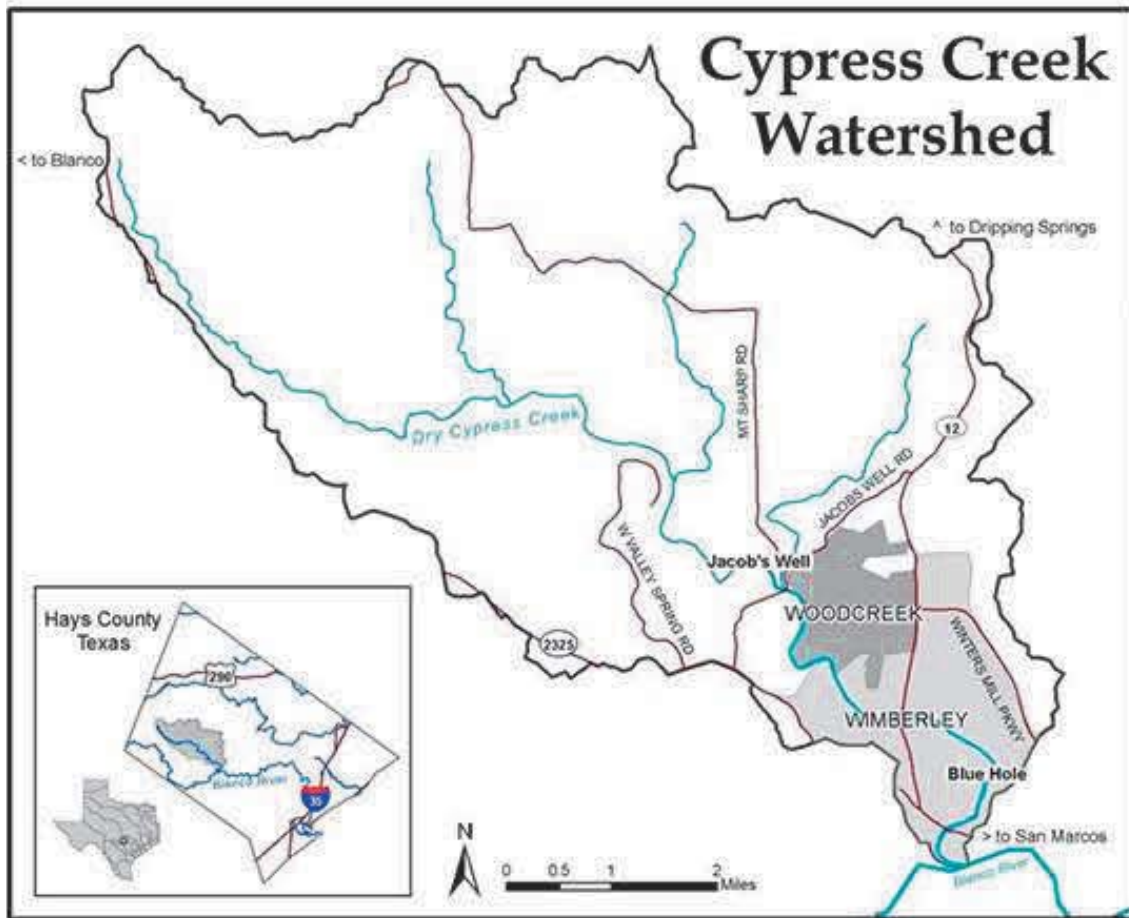 Cypress Creek
Watershed
< to Blanco
^ to Dripping Springs
Dry Cypress Creek
MT SHARP RD
12
JACOBS WELL RD
W VALLEY SPRING RD
Jacob's Well
WOODCREEK
2325
WINTERS MILL PKWY
WIMBERLEY
Blue Hole
> to San Marcos
Blanco River
Hays County
Texas
290
Blanco River
35
N
0 0.5 1 2
Miles